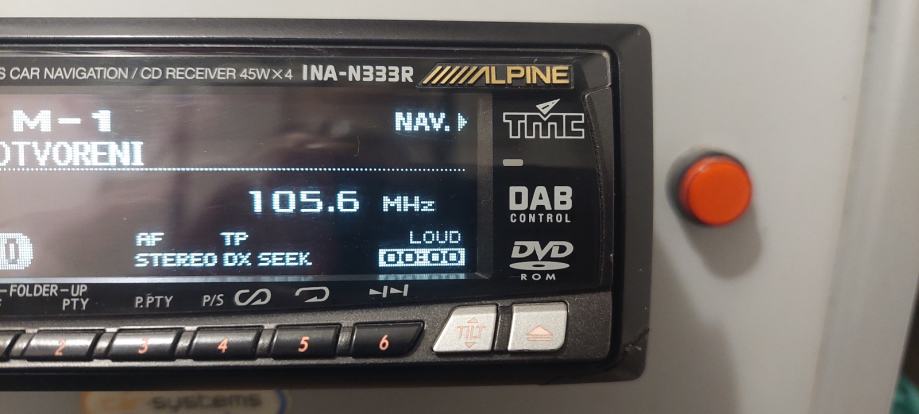 S CAR NAVIGATION / CD RECEIVER 45W×4 INA-N333R ALPINE
M-1 NAV.
OTVORENI
TMC
105.6 MHz
DAB
CONTROL
AF TP LOUD
STEREO DX SEEK 00:00
DVD
ROM
FOLDER-UP
PTY P.PTY P/S
2 3 4 5 6 TILT
car-systems